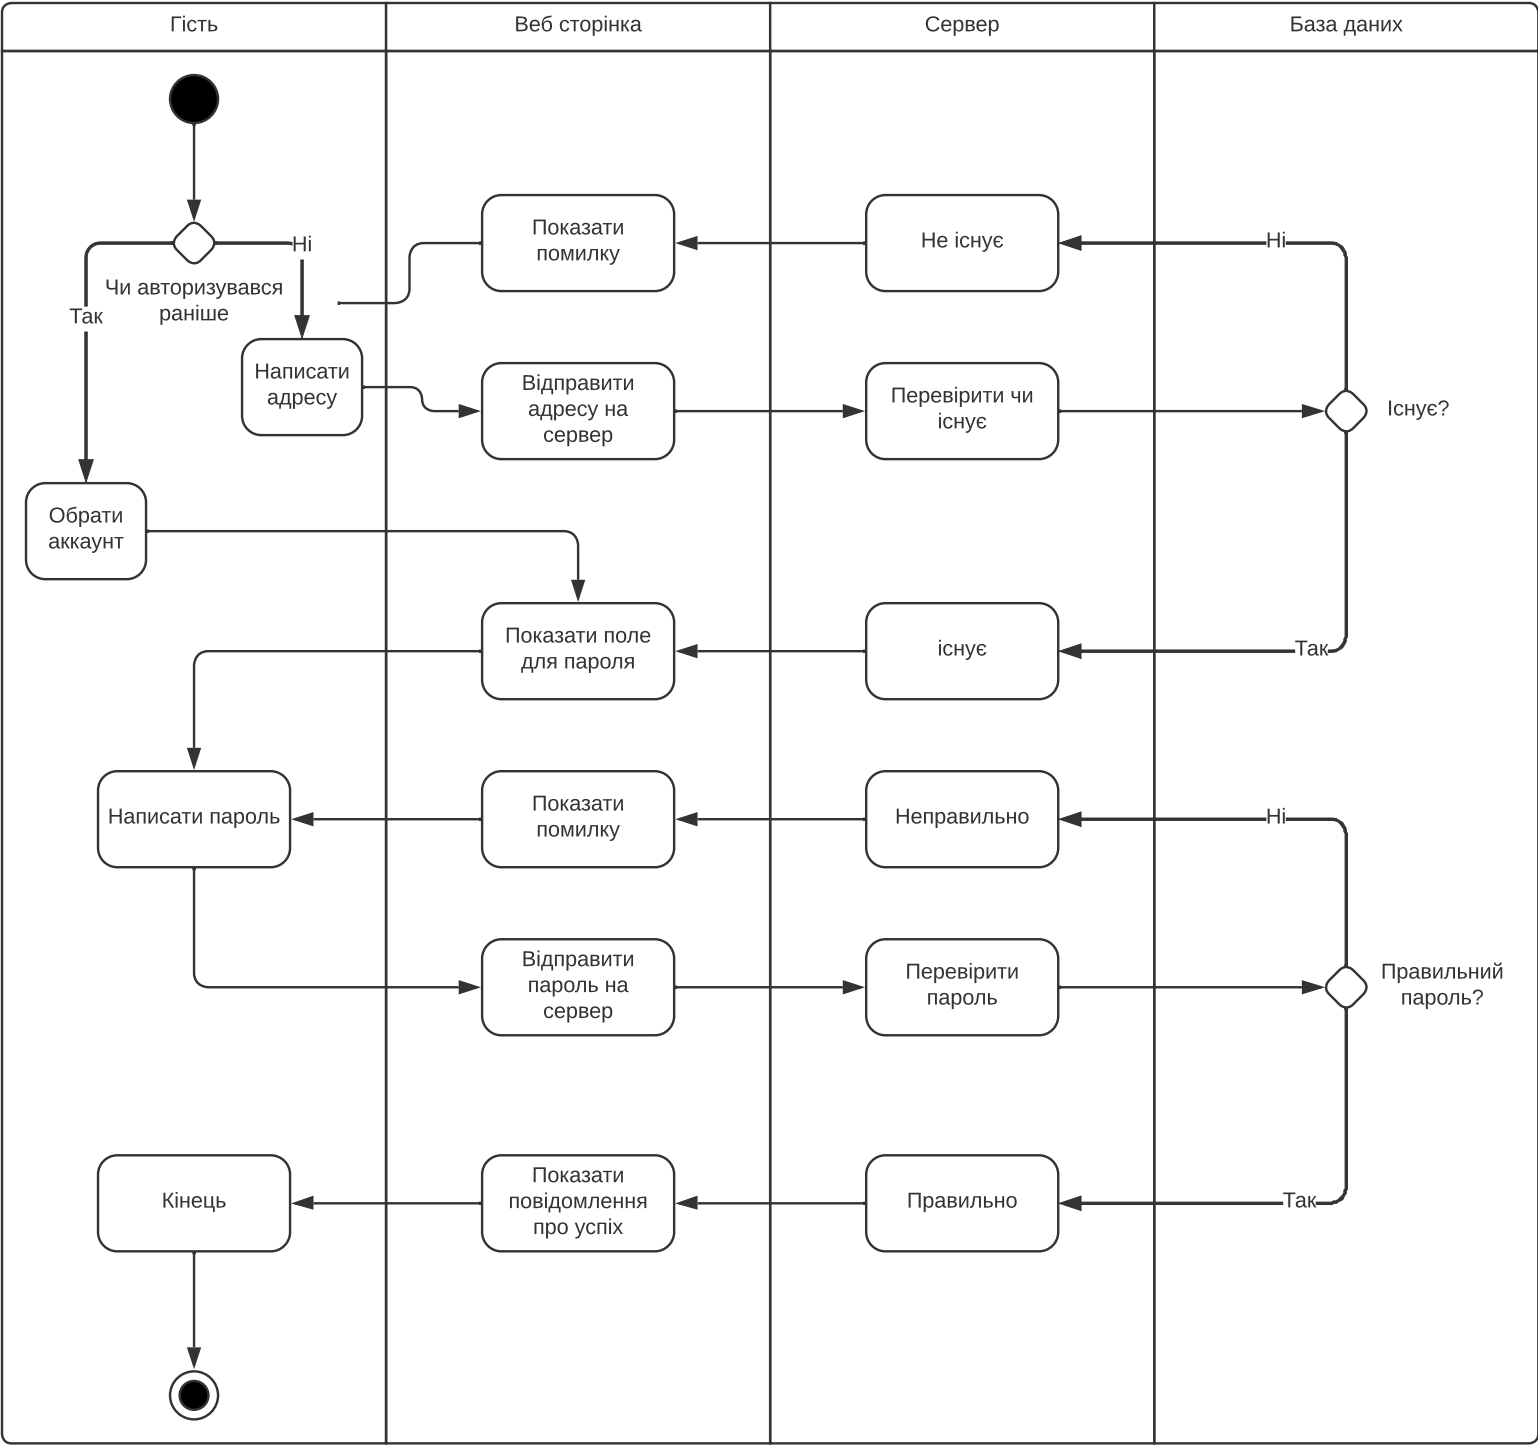 Гість
Веб сторінка
Сервер
База даних
Показати
помилку
Не існує
Ні
Ні
Чи авторизувався
раніше
Так
Написати
адресу
Відправити
адресу на
сервер
Перевірити чи
існує
Існує?
Обрати
аккаунт
Показати поле
для пароля
існує
Так
Написати пароль
Показати
помилку
Неправильно
Ні
Відправити
пароль на
сервер
Перевірити
пароль
Правильний
пароль?
Кінець
Показати
повідомлення
про успіх
Правильно
Так